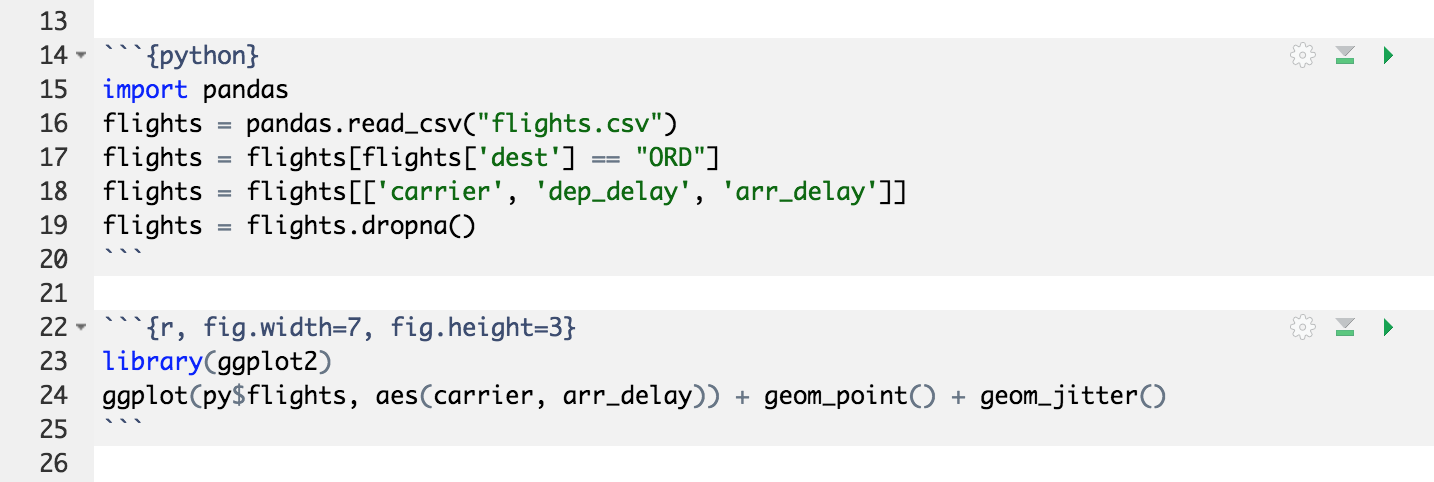 13
14 ```{python}
15 import pandas
16 flights = pandas.read_csv("flights.csv")
17 flights = flights[flights['dest'] == "ORD"]
18 flights = flights[['carrier', 'dep_delay', 'arr_delay']]
19 flights = flights.dropna()
20 ```
21
22 ```{r, fig.width=7, fig.height=3}
23 library(ggplot2)
24 ggplot(py$flights, aes(carrier, arr_delay)) + geom_point() + geom_jitter()
25 ```
26